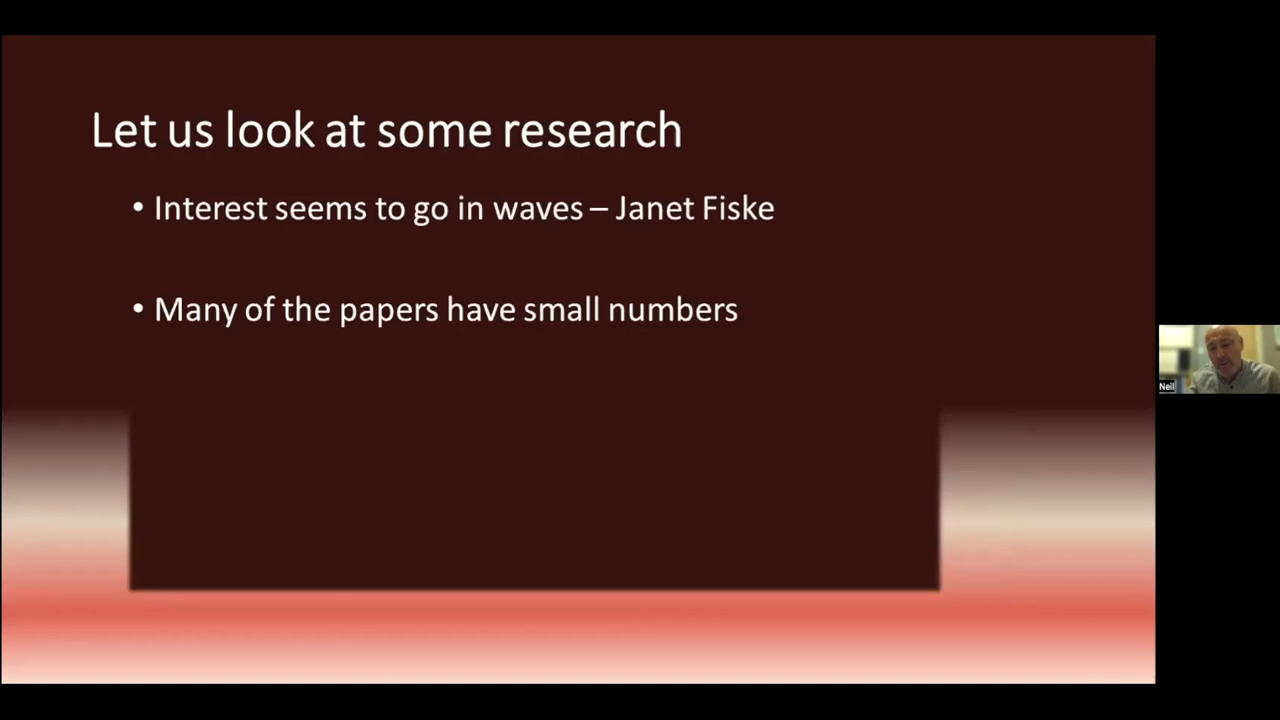 Let us look at some research
• Interest seems to go in waves – Janet Fiske
• Many of the papers have small numbers
Neil